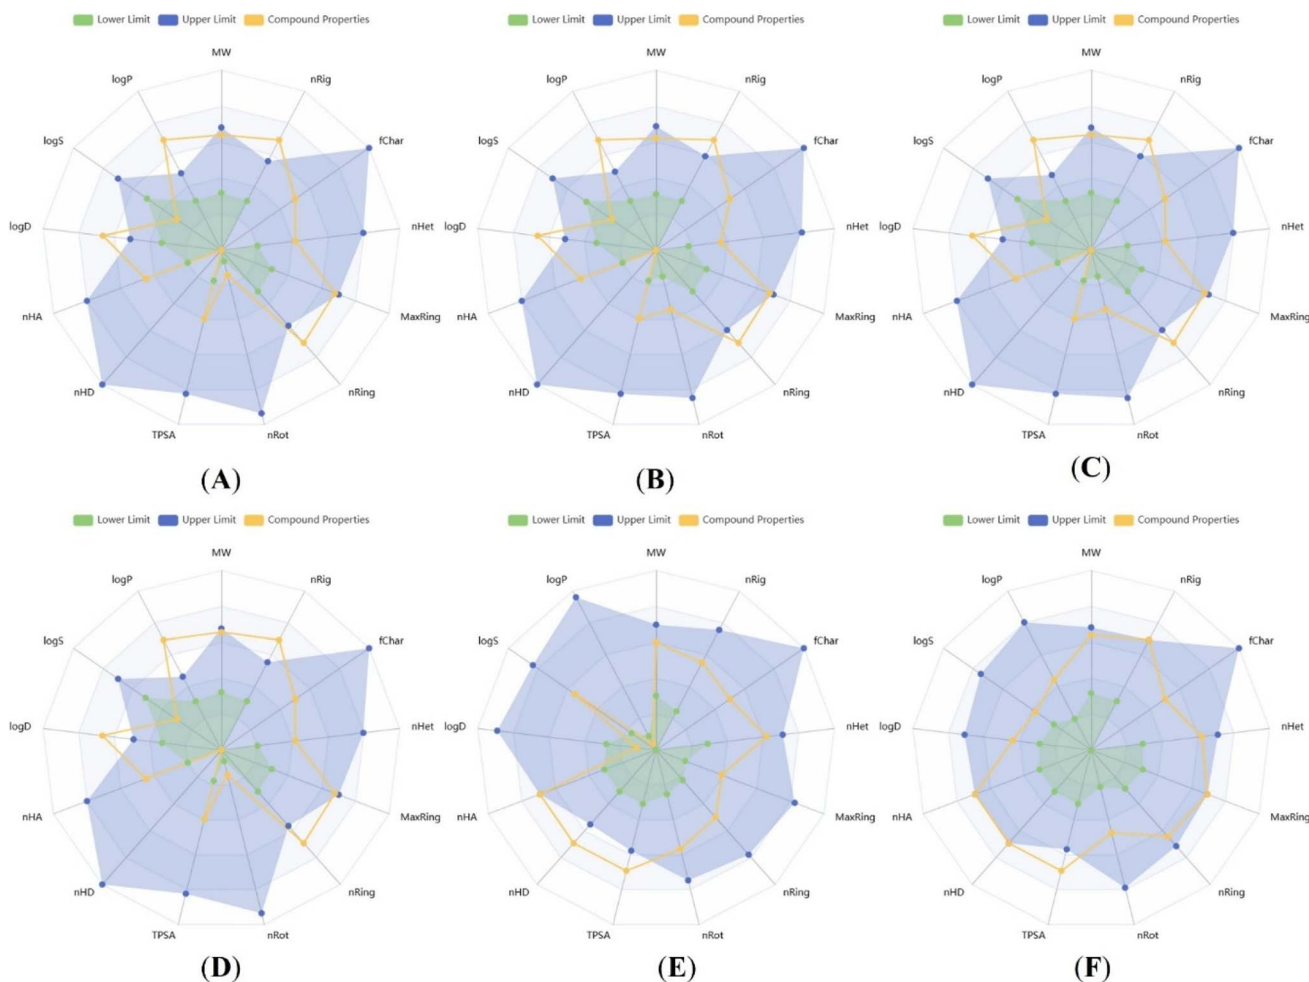 Lower Limit Upper Limit Compound Properties
MW
logP nRig
logS fChar
logD nHet
nHA MaxRing
nHD nRing
TPSA nRot
(A)
Lower Limit Upper Limit Compound Properties
MW
logP nRig
logS fChar
logD nHet
nHA MaxRing
nHD nRing
TPSA nRot
(B)
Lower Limit Upper Limit Compound Properties
MW
logP nRig
logS fChar
logD nHet
nHA MaxRing
nHD nRing
TPSA nRot
(C)
Lower Limit Upper Limit Compound Properties
MW
logP nRig
logS fChar
logD nHet
nHA MaxRing
nHD nRing
TPSA nRot
(D)
Lower Limit Upper Limit Compound Properties
MW
logP nRig
logS fChar
logD nHet
nHA MaxRing
nHD nRing
TPSA nRot
(E)
Lower Limit Upper Limit Compound Properties
MW
logP nRig
logS fChar
logD nHet
nHA MaxRing
nHD nRing
TPSA nRot
(F)